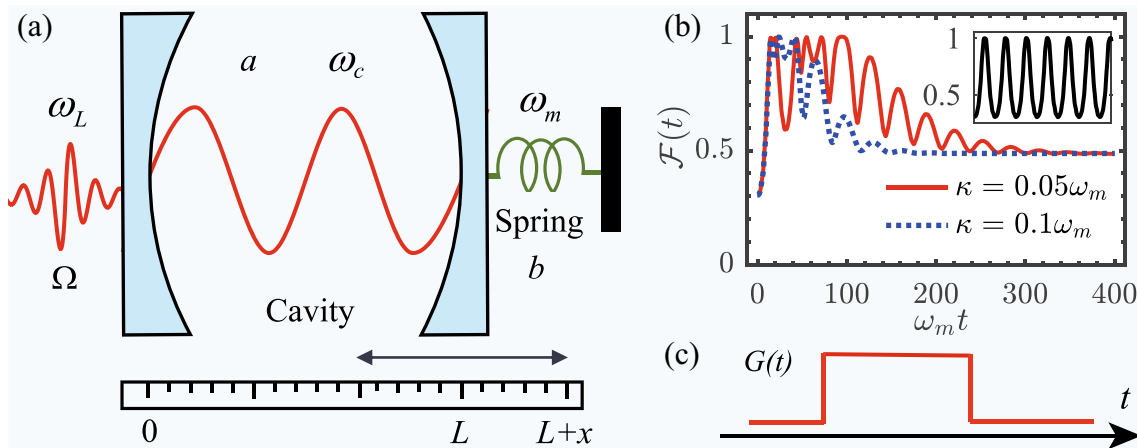 (a)
a
ω_c
ω_L
ω_m
Ω
Spring
b
Cavity
0
L
L+x
(b)
1
0.5
0
F(t)
1
0.5
κ = 0.05ω_m
κ = 0.1ω_m
0
100
200
300
400
ω_m t
(c)
G(t)
t